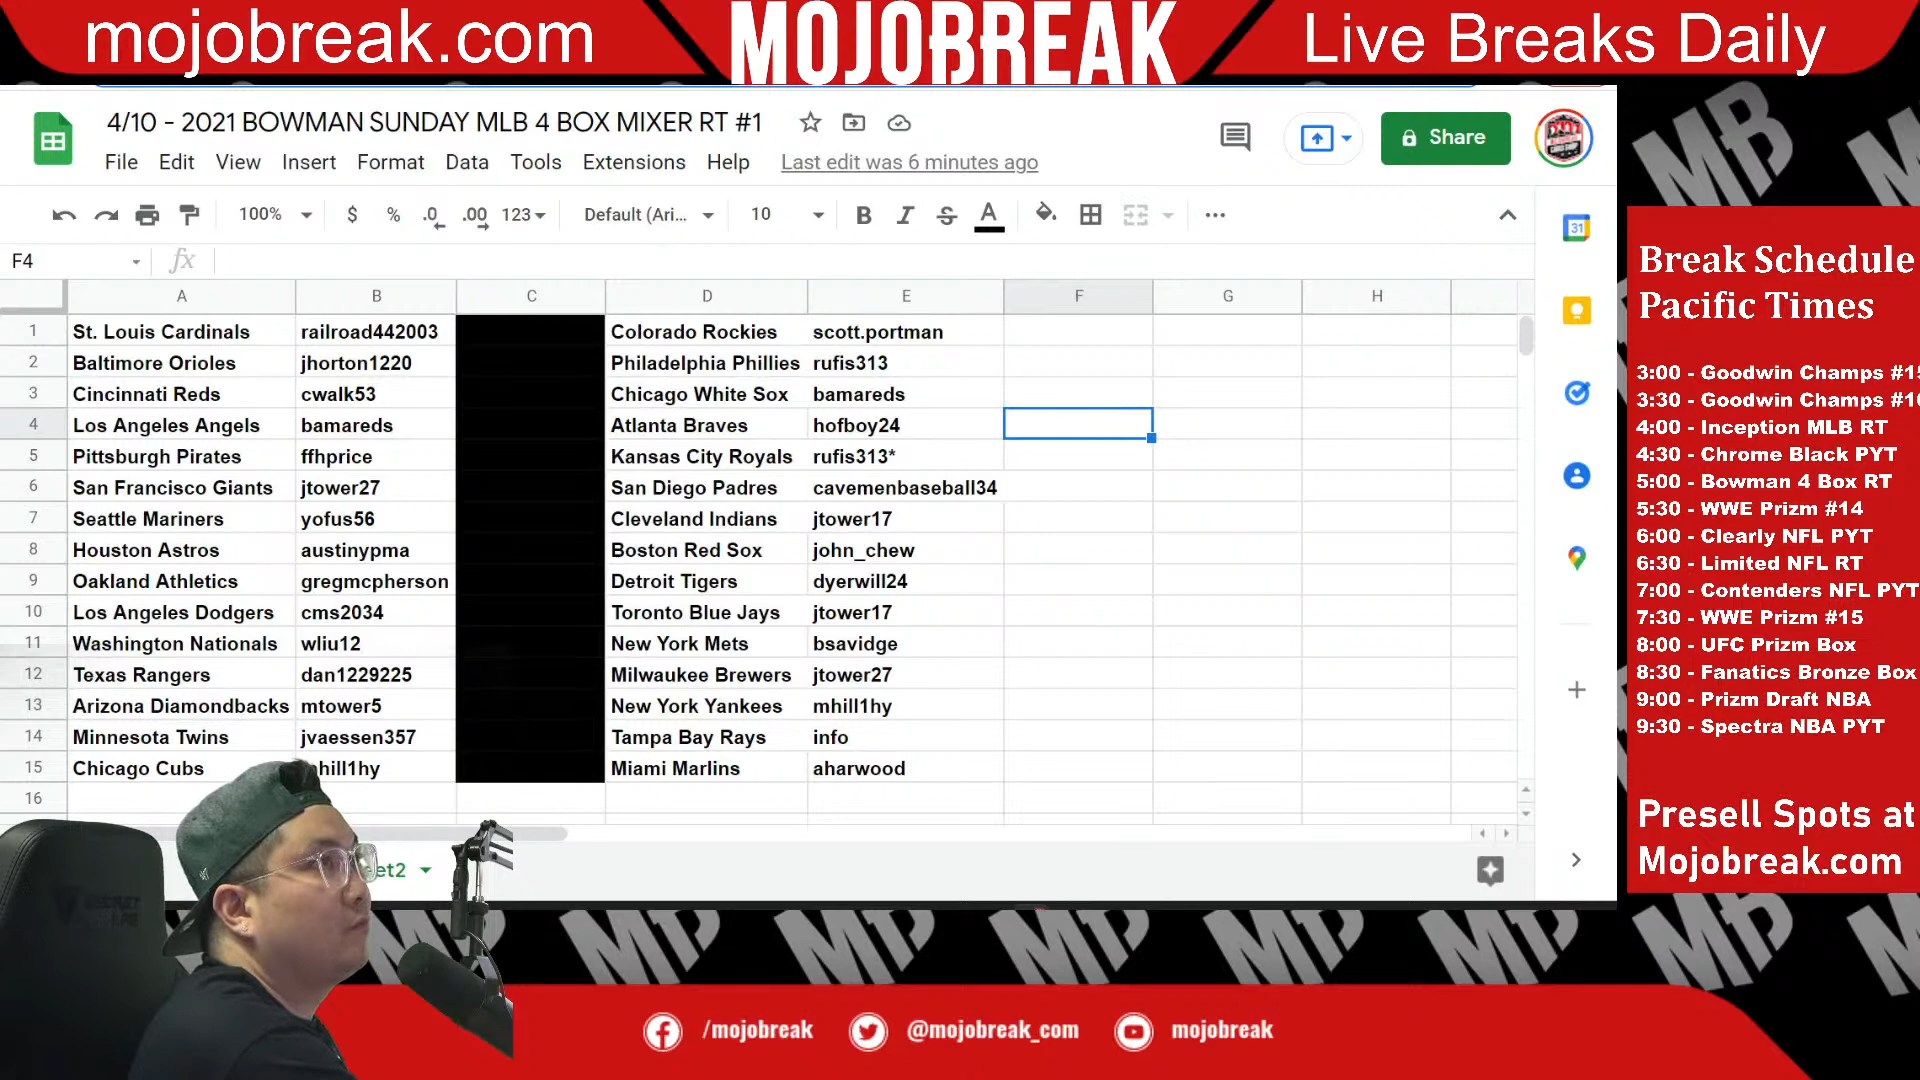 mojobreak.com
MOJOBREAK
Live Breaks Daily
4/10 - 2021 BOWMAN SUNDAY MLB 4 BOX MIXER RT #1
File Edit View Insert Format Data Tools Extensions Help Last edit was 6 minutes ago
Share
100% $ % .0 .00 123 Default (Ari... 10 B I S A
31
F4 fx
A B C D E F G H
1 St. Louis Cardinals railroad442003 Colorado Rockies scott.portman
2 Baltimore Orioles jhorton1220 Philadelphia Phillies rufis313
3 Cincinnati Reds cwalk53 Chicago White Sox bamareds
4 Los Angeles Angels bamareds Atlanta Braves hofboy24
5 Pittsburgh Pirates ffhprice Kansas City Royals rufis313*
6 San Francisco Giants jtower27 San Diego Padres cavemenbaseball34
7 Seattle Mariners yofus56 Cleveland Indians jtower17
8 Houston Astros austinypma Boston Red Sox john_chew
9 Oakland Athletics gregmcpherson Detroit Tigers dyerwill24
10 Los Angeles Dodgers cms2034 Toronto Blue Jays jtower17
11 Washington Nationals wliu12 New York Mets bsavidge
12 Texas Rangers dan1229225 Milwaukee Brewers jtower27
13 Arizona Diamondbacks mtower5 New York Yankees mhill1hy
14 Minnesota Twins jvaessen357 Tampa Bay Rays info
15 Chicago Cubs hill1hy Miami Marlins aharwood
16
et2
Break Schedule
Pacific Times
3:00 - Goodwin Champs #15
3:30 - Goodwin Champs #16
4:00 - Inception MLB RT
4:30 - Chrome Black PYT
5:00 - Bowman 4 Box RT
5:30 - WWE Prizm #14
6:00 - Clearly NFL PYT
6:30 - Limited NFL RT
7:00 - Contenders NFL PYT
7:30 - WWE Prizm #15
8:00 - UFC Prizm Box
8:30 - Fanatics Bronze Box
9:00 - Prizm Draft NBA
9:30 - Spectra NBA PYT
Presell Spots at
Mojobreak.com
/mojobreak @mojobreak_com mojobreak